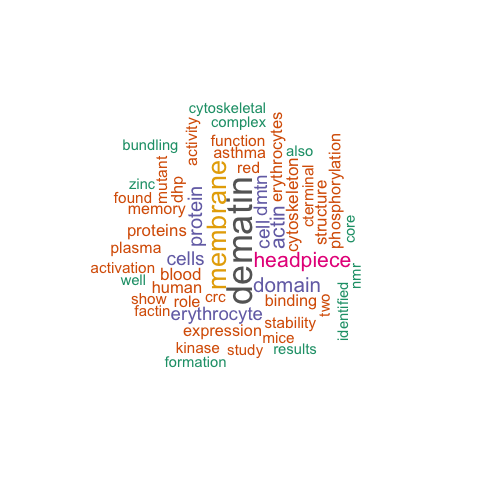 cytoskeletal
complex
bundling
activity
function
erythrocytes
asthma
also
phosphorylation
red
zinc
mutant
dhp
found
memory
protein
membrane
dematin
cell
dmtn
actin
cytoskeleton
cterminal
structure
core
proteins
plasma
cells
headpiece
activation
blood
well
human
domain
nmr
show
role
crc
binding
two
identified
factin
erythrocyte
stability
expression
mice
kinase
study
results
formation